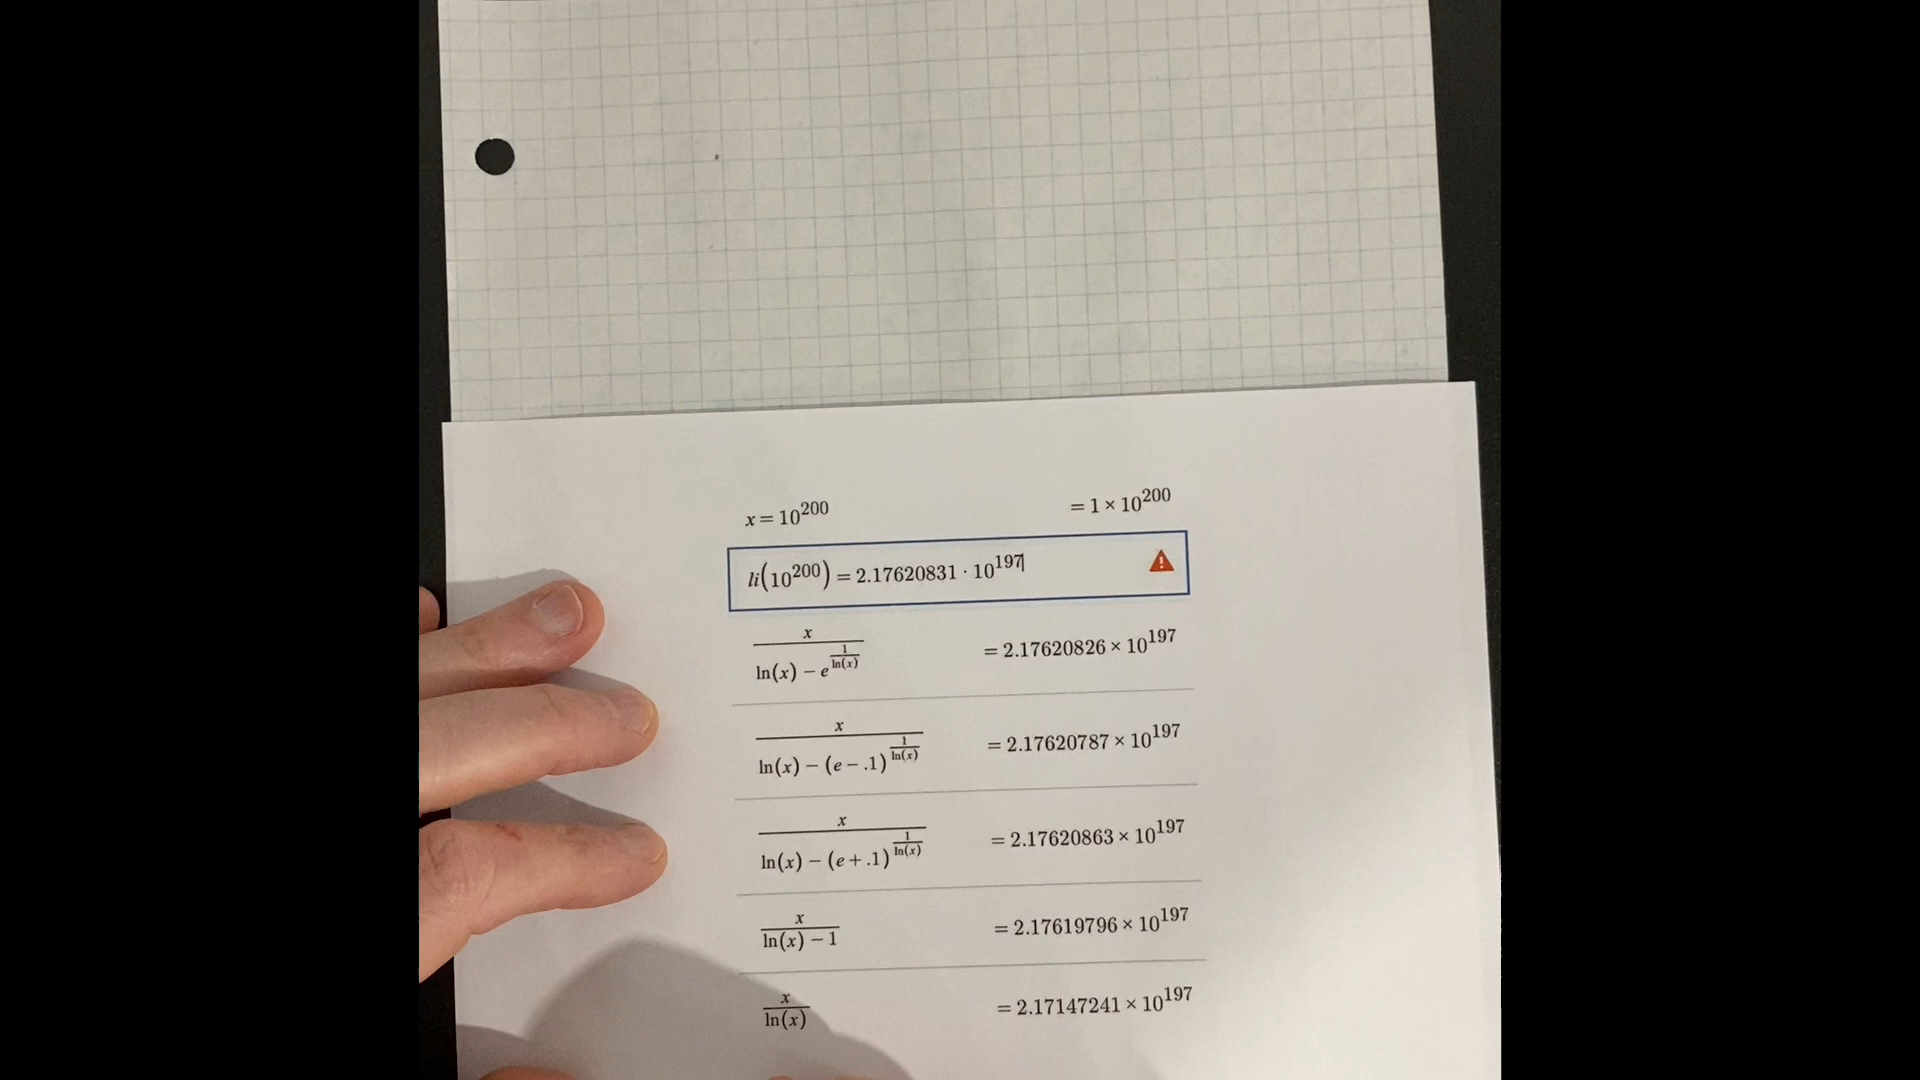 x = 10^200 = 1 × 10^200
li(10^200) = 2.17620831 · 10^197
x/(ln(x) − e^(1/ln(x))) = 2.17620826 × 10^197
x/(ln(x) − (e − .1)^(1/ln(x))) = 2.17620787 × 10^197
x/(ln(x) − (e + .1)^(1/ln(x))) = 2.17620863 × 10^197
x/(ln(x) − 1) = 2.17619796 × 10^197
x/ln(x) = 2.17147241 × 10^197